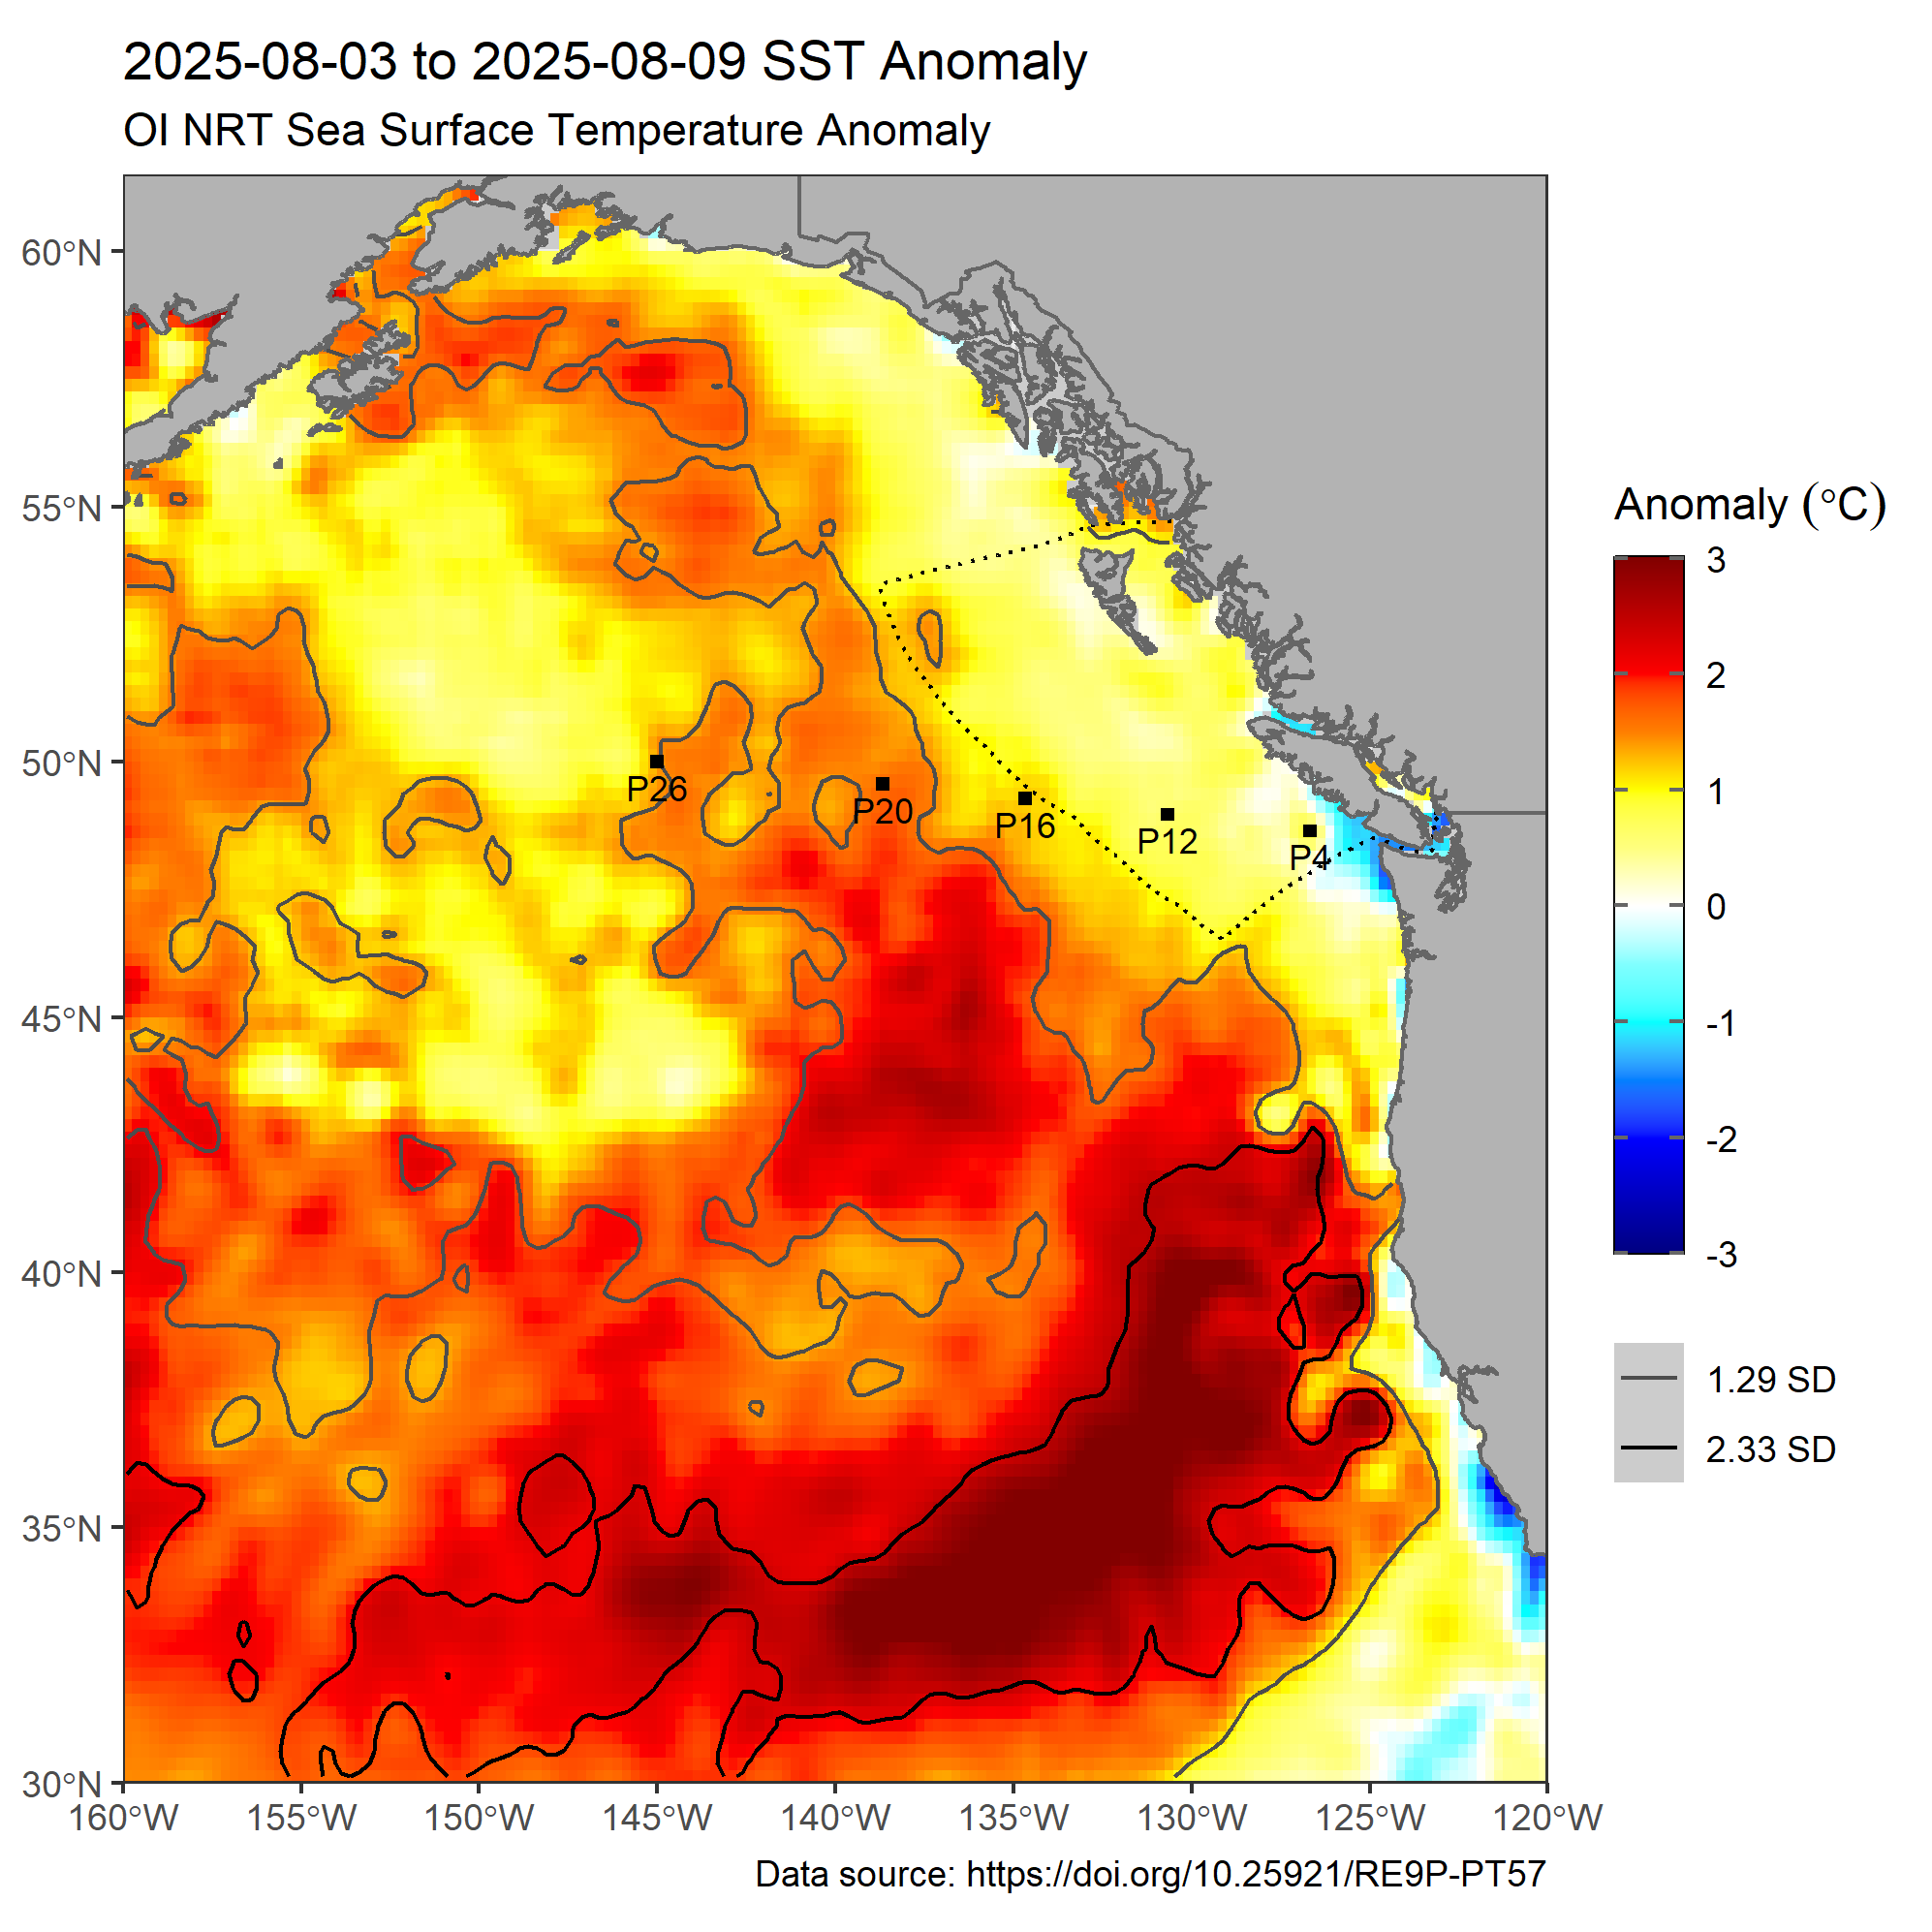 2025-08-03 to 2025-08-09 SST Anomaly
OI NRT Sea Surface Temperature Anomaly
60°N
55°N
50°N
45°N
40°N
35°N
30°N
160°W 155°W 150°W 145°W 140°W 135°W 130°W 125°W 120°W
P26
P20
P16
P12
P4
Anomaly (°C)
3
2
1
0
-1
-2
-3
1.29 SD
2.33 SD
Data source: https://doi.org/10.25921/RE9P-PT57